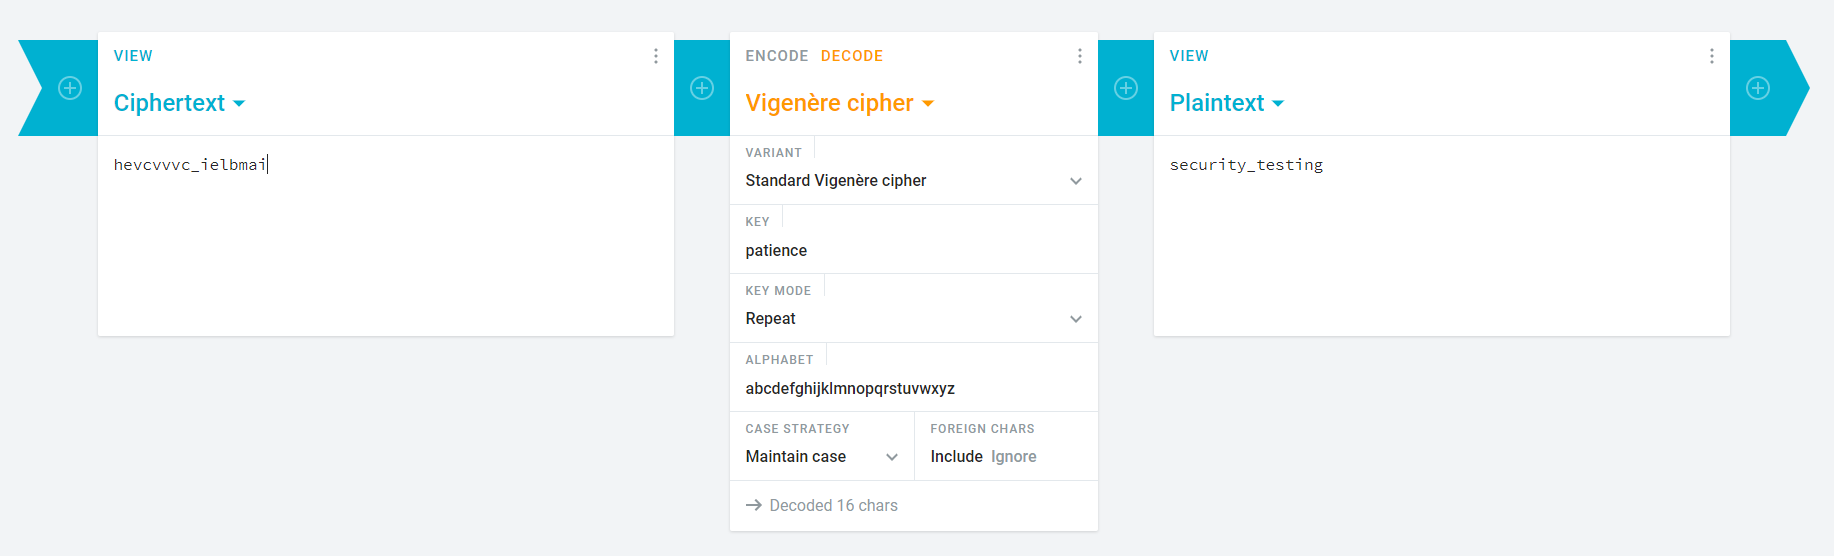 VIEW
Ciphertext
hevcvvvc_ielbmai
ENCODE DECODE
Vigenère cipher
VARIANT
Standard Vigenère cipher
KEY
patience
KEY MODE
Repeat
ALPHABET
abcdefghijklmnopqrstuvwxyz
CASE STRATEGY
Maintain case
FOREIGN CHARS
Include Ignore
Decoded 16 chars
VIEW
Plaintext
security_testing